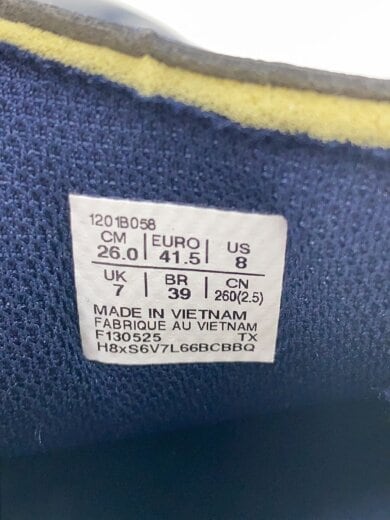 1201B058
CM EURO US
26.0 41.5 8
UK BR CN
7 39 260(2.5)
MADE IN VIETNAM
FABRIQUE AU VIETNAM
F130525 TX
H8xS6V7L66BCBBQ